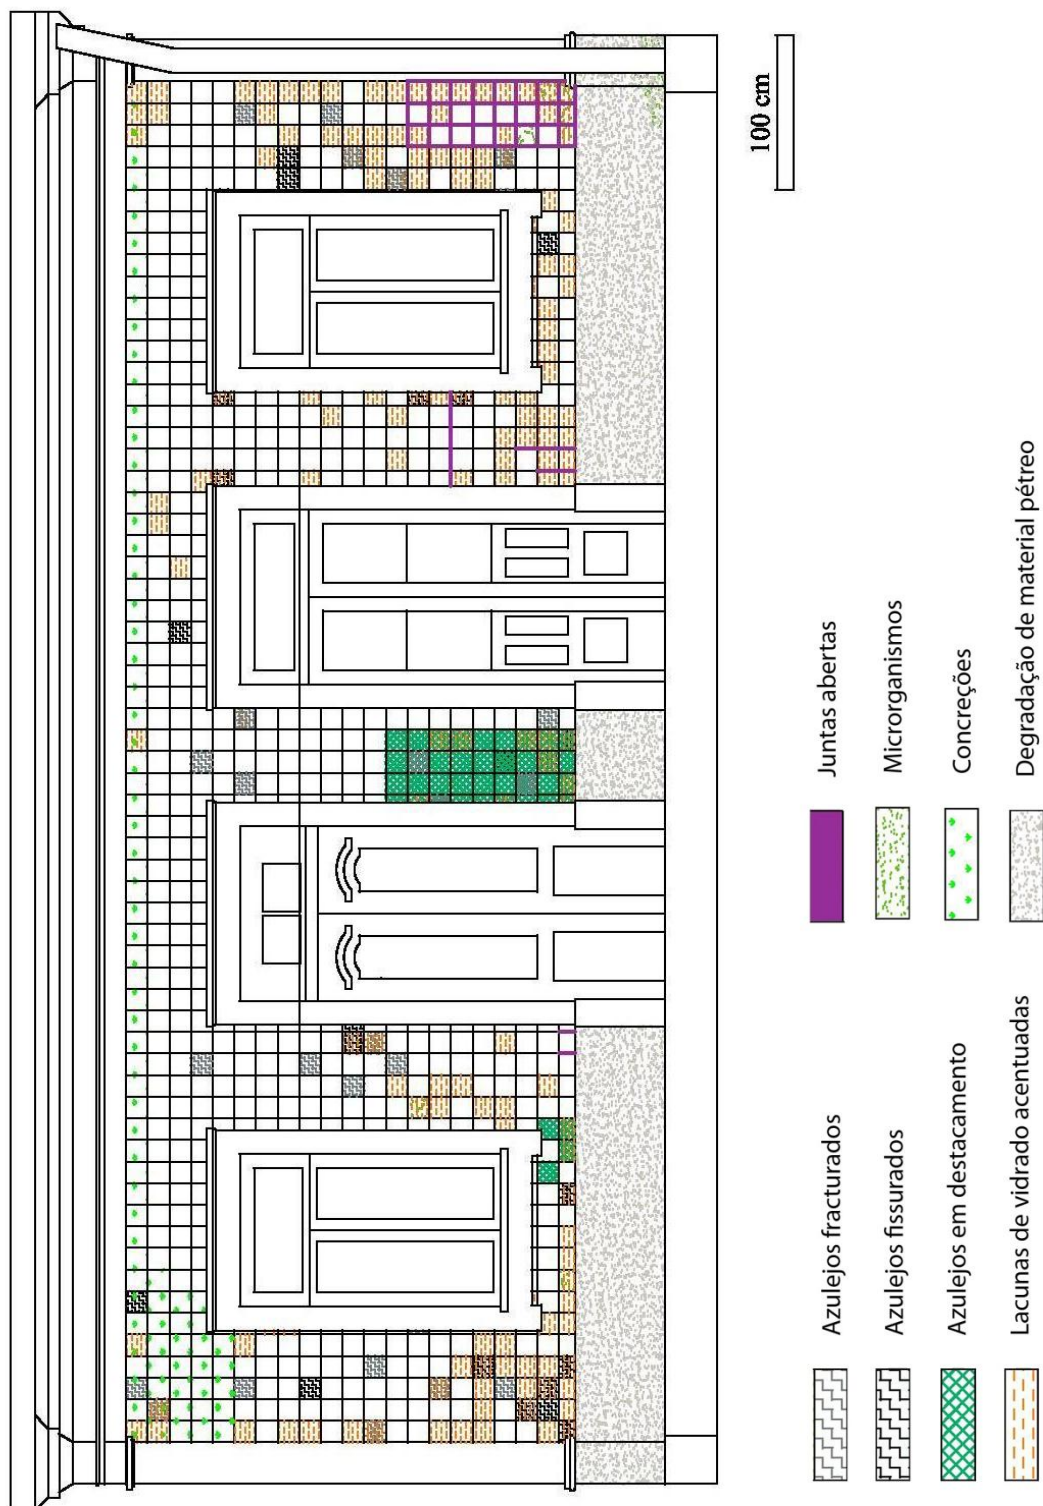 100 cm
Azulejos fracturados
Juntas abertas
Azulejos fissurados
Microrganismos
Azulejos em destacamento
Concreções
Lacunas de vidrado acentuadas
Degradação de material pétreo